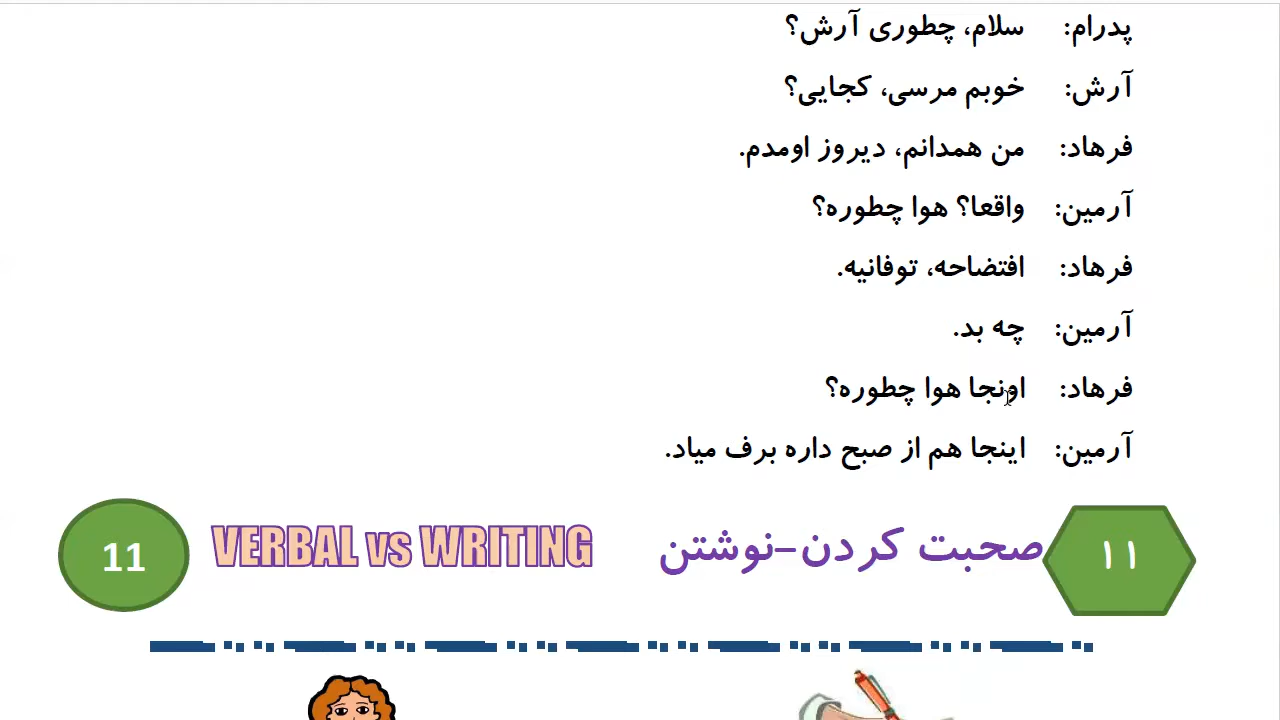 پدرام: سلام، چطوری آرش؟
آرش: خوبم مرسی، کجایی؟
فرهاد: من همدانم، دیروز اومدم.
آرمین: واقعا؟ هوا چطوره؟
فرهاد: افتضاحه، توفانیه.
آرمین: چه بد.
فرهاد: اونجا هوا چطوره؟
آرمین: اینجا هم از صبح داره برف میاد.
۱۱ صحبت کردن-نوشتن VERBAL vs WRITING 11